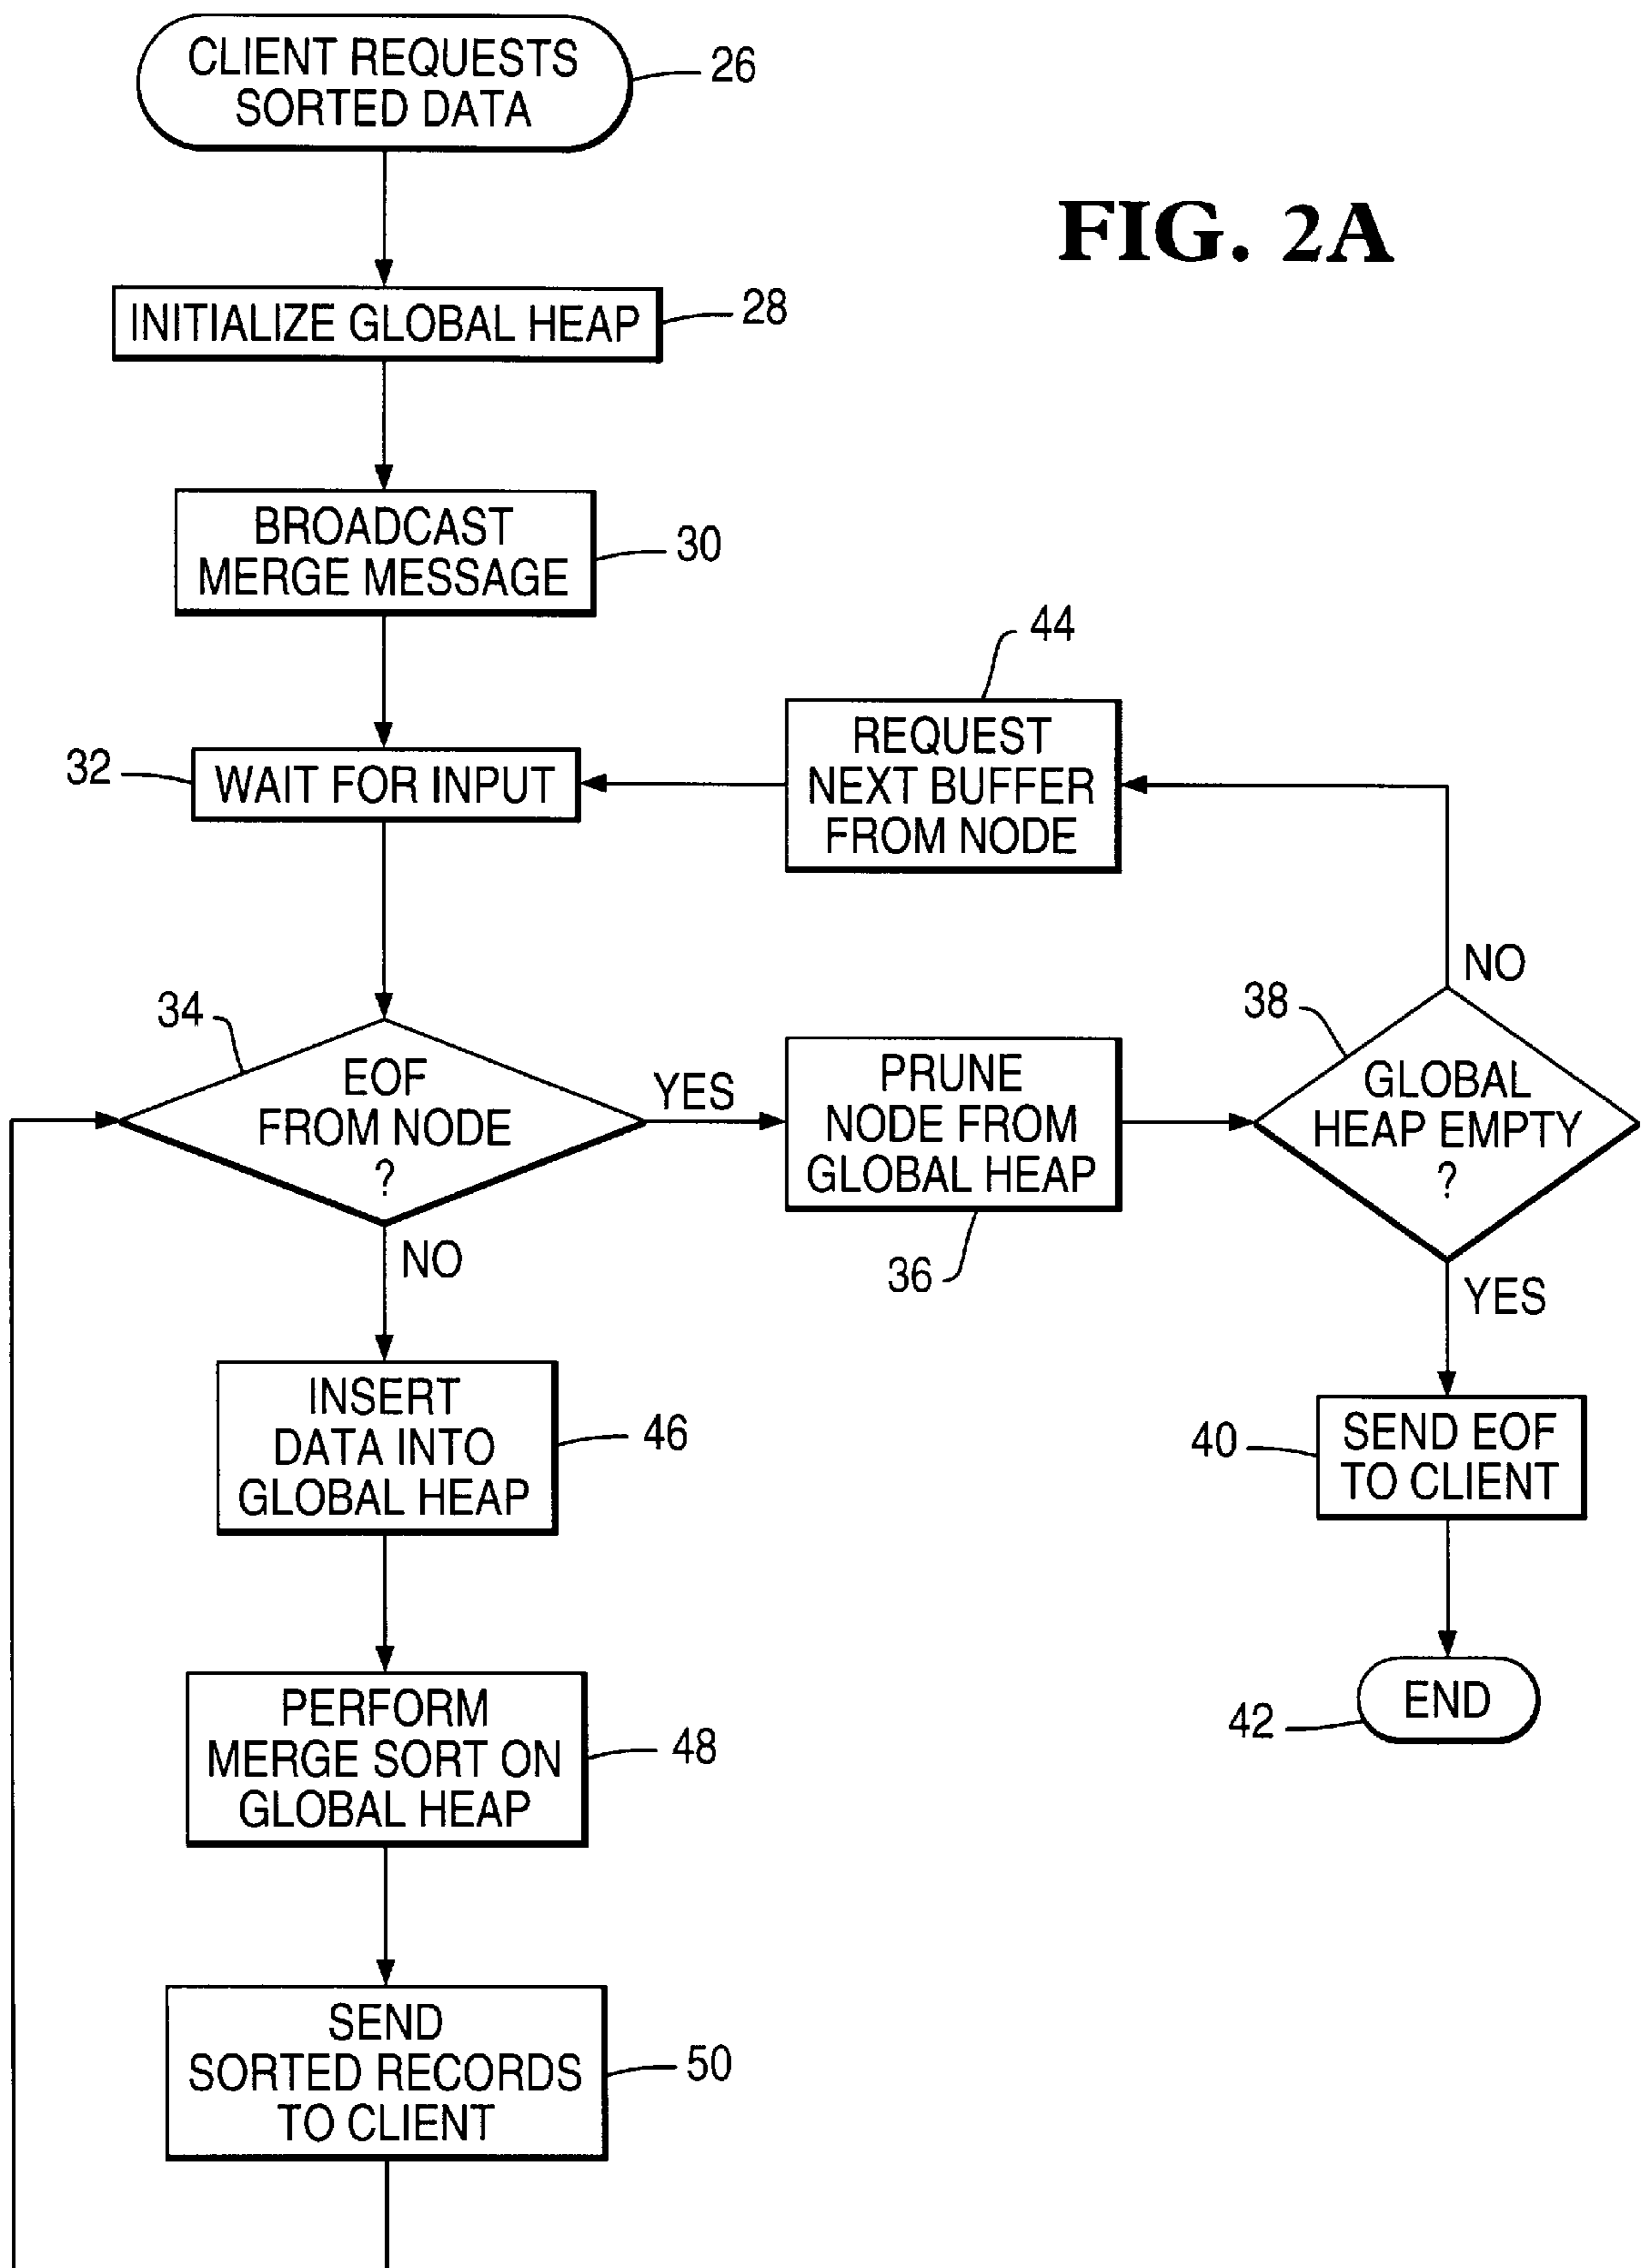 CLIENT REQUESTS
SORTED DATA
26
FIG. 2A
INITIALIZE GLOBAL HEAP
28
BROADCAST
MERGE MESSAGE
30
44
REQUEST
NEXT BUFFER
FROM NODE
32
WAIT FOR INPUT
NO
34
EOF
FROM NODE
?
YES
PRUNE
NODE FROM
GLOBAL HEAP
36
38
GLOBAL
HEAP EMPTY
?
NO
YES
INSERT
DATA INTO
GLOBAL HEAP
46
40
SEND EOF
TO CLIENT
PERFORM
MERGE SORT ON
GLOBAL HEAP
48
42
END
SEND
SORTED RECORDS
TO CLIENT
50